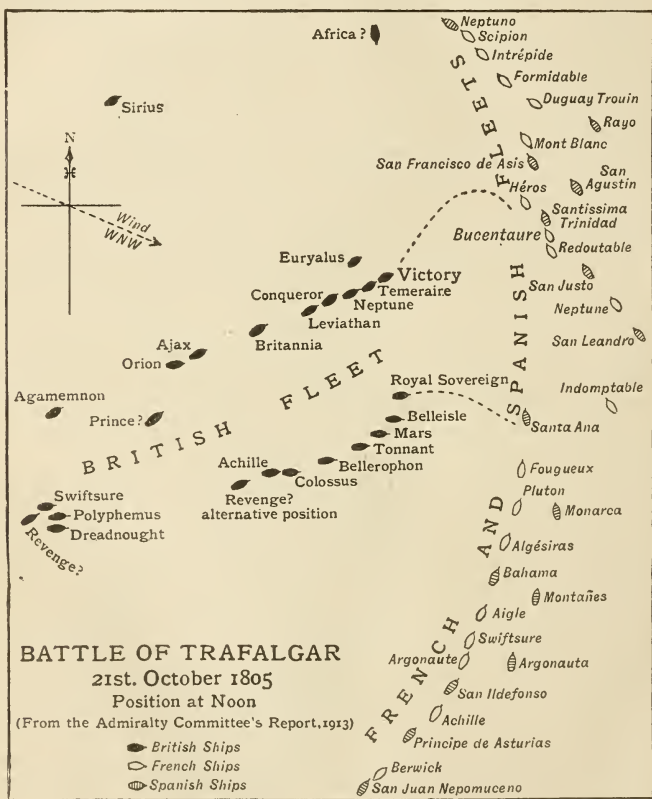 Neptuno
Scipion
Africa ?
Intrépide
Formidable
Duguay Trouin
Sirius
Rayo
N
Mont Blanc
San Francisco de Asis
San
Agustin
Héros
Santissima
Trinidad
Wind
WNW
Bucentaure
Redoutable
Euryalus
Victory
San Justo
Temeraire
Conqueror
Neptune
Neptune
Leviathan
Britannia
San Leandro
Ajax
Orion
Indomptable
Royal Sovereign
Agamemnon
Prince ?
Belleisle
Santa Ana
Mars
Tonnant
BRITISH FLEET
Bellerophon
Achille
Colossus
Fougueux
Revenge?
alternative position
Pluton
Monarca
Swiftsure
Polyphemus
Dreadnought
Revenge?
Algésiras
Bahama
Montañes
Aigle
Swiftsure
Argonaute
Argonauta
San Ildefonso
Achille
Principe de Asturias
Berwick
San Juan Nepomuceno
FRENCH AND SPANISH FLEETS
BATTLE OF TRAFALGAR
21st. October 1805
Position at Noon
(From the Admiralty Committee's Report, 1913)
British Ships
French Ships
Spanish Ships